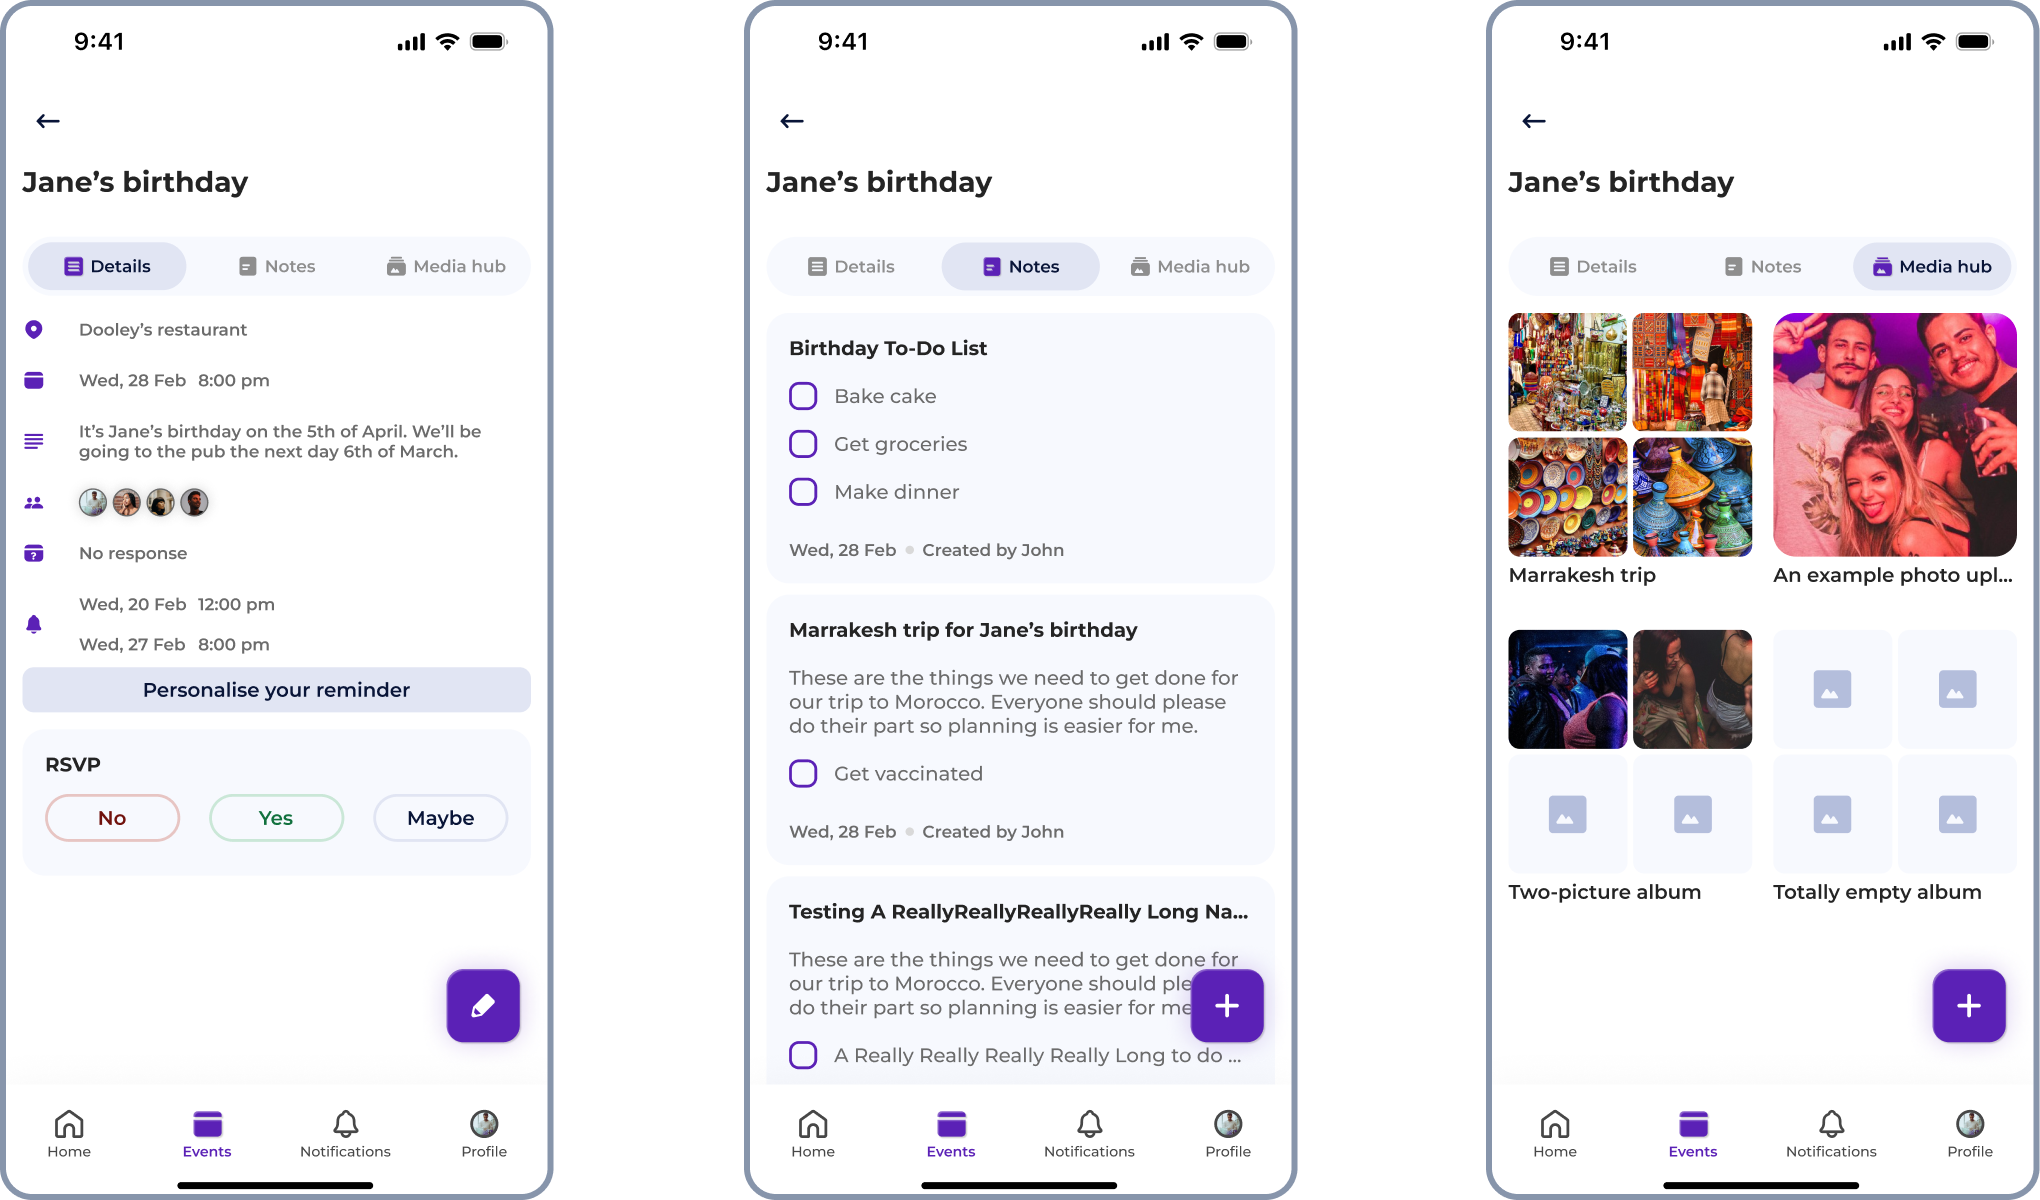 9:41
Jane’s birthday
Details
Notes
Media hub
Dooley’s restaurant
Wed, 28 Feb 8:00 pm
It’s Jane’s birthday on the 5th of April. We’ll be
going to the pub the next day 6th of March.
No response
Wed, 20 Feb 12:00 pm
Wed, 27 Feb 8:00 pm
Personalise your reminder
RSVP
No
Yes
Maybe
Home
Events
Notifications
Profile
9:41
Jane’s birthday
Details
Notes
Media hub
Birthday To-Do List
Bake cake
Get groceries
Make dinner
Wed, 28 Feb
Created by John
Marrakesh trip for Jane’s birthday
These are the things we need to get done for
our trip to Morocco. Everyone should please
do their part so planning is easier for me.
Get vaccinated
Wed, 28 Feb
Created by John
Testing A ReallyReallyReallyReally Long Na...
These are the things we need to get done for
our trip to Morocco. Everyone should ple
do their part so planning is easier for me
A Really Really Really Really Long to do ...
Home
Events
Notifications
Profile
9:41
Jane’s birthday
Details
Notes
Media hub
Marrakesh trip
An example photo upl...
Two-picture album
Totally empty album
Home
Events
Notifications
Profile